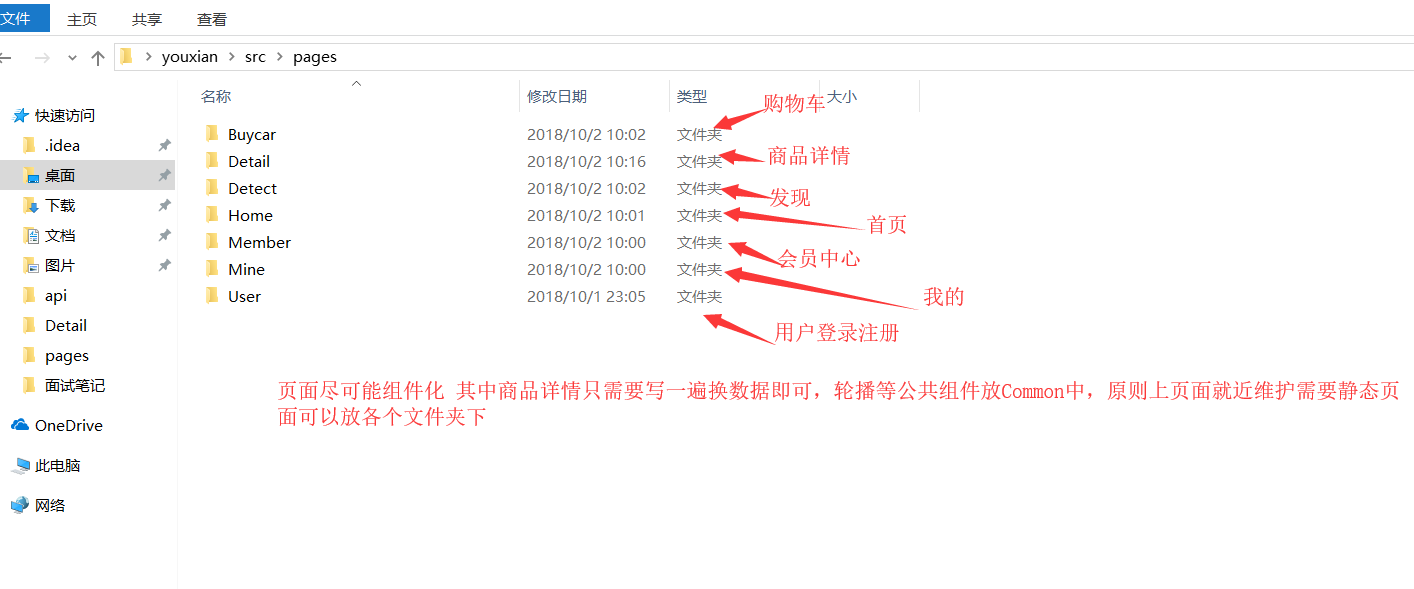 文件 主页 共享 查看
youxian src pages
名称 修改日期 类型 大小
购物车
快速访问
Buycar 2018/10/2 10:02 文件夹
.idea
Detail 2018/10/2 10:16 文件夹 商品详情
桌面
Detect 2018/10/2 10:02 文件夹 发现
下载
Home 2018/10/2 10:01 文件夹 首页
文档
Member 2018/10/2 10:00 文件夹 会员中心
图片
Mine 2018/10/2 10:00 文件夹 我的
api
User 2018/10/1 23:05 文件夹
Detail
用户登录注册
pages
面试笔记
页面尽可能组件化 其中商品详情只需要写一遍换数据即可，轮播等公共组件放Common中，原则上页面就近维护需要静态页
面可以放各个文件夹下
OneDrive
此电脑
网络